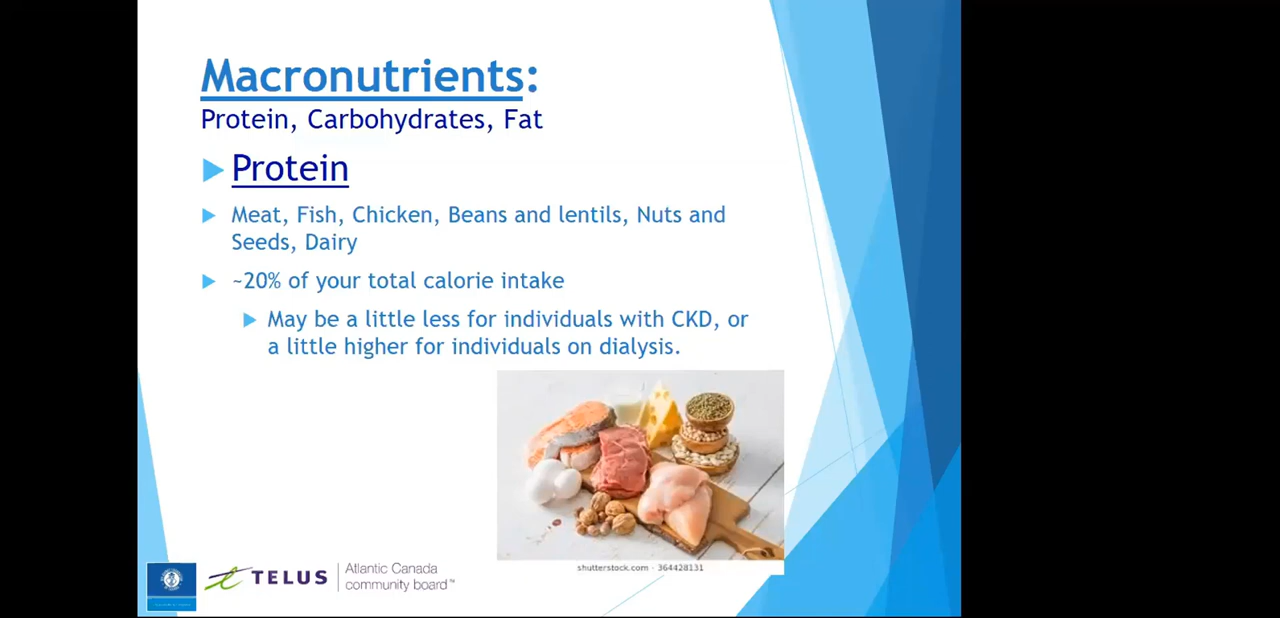 Macronutrients:
Protein, Carbohydrates, Fat
Protein
Meat, Fish, Chicken, Beans and lentils, Nuts and
Seeds, Dairy
~20% of your total calorie intake
May be a little less for individuals with CKD, or
a little higher for individuals on dialysis.
shutterstock.com · 364428131
TELUS
Atlantic Canada
community board™